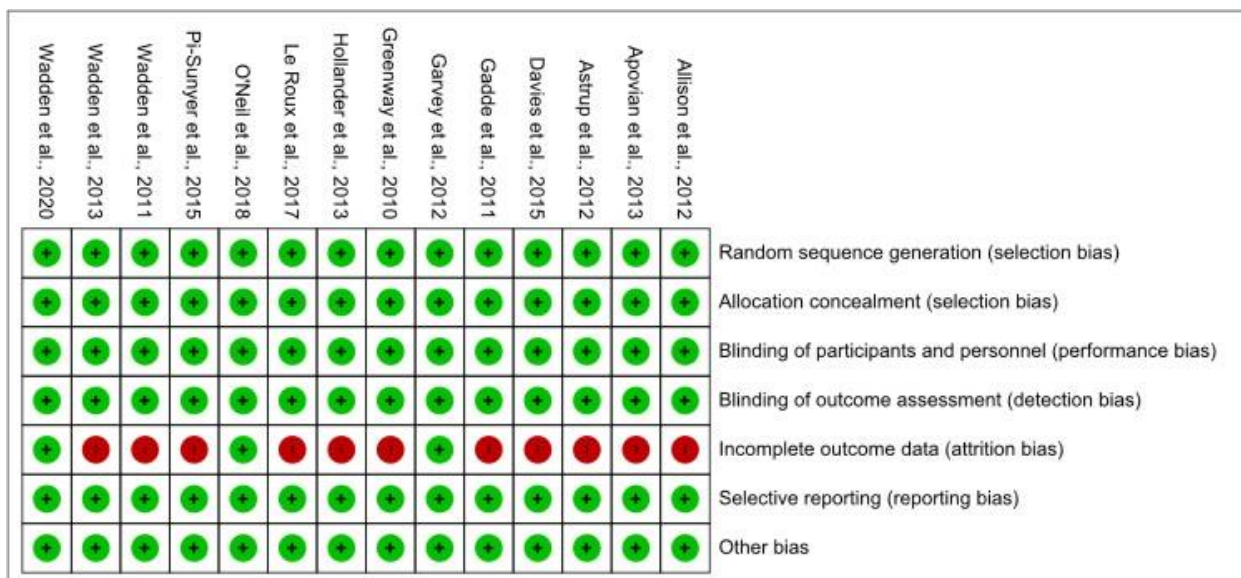 Wadden et al., 2020
Wadden et al., 2013
Wadden et al., 2011
Pi-Sunyer et al., 2015
O'Neil et al., 2018
Le Roux et al., 2017
Hollander et al., 2013
Greenway et al., 2010
Garvey et al., 2012
Gadde et al., 2011
Davies et al., 2015
Astrup et al., 2012
Apovian et al., 2013
Allison et al., 2012
+ + + + + + + + + + + + + + Random sequence generation (selection bias)
+ + + + + + + + + + + + + + Allocation concealment (selection bias)
+ + + + + + + + + + + + + + Blinding of participants and personnel (performance bias)
+ + + + + + + + + + + + + + Blinding of outcome assessment (detection bias)
+ - - - + - - - + - - - - - Incomplete outcome data (attrition bias)
+ + + + + + + + + + + + + + Selective reporting (reporting bias)
+ + + + + + + + + + + + + + Other bias